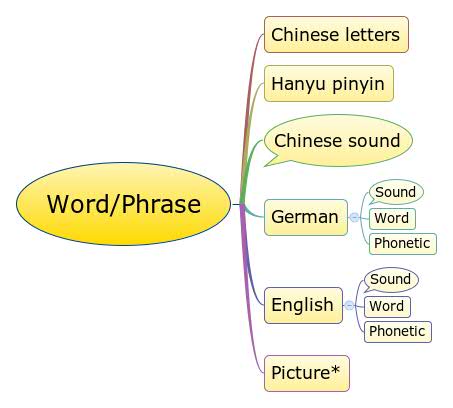 Word/Phrase
Chinese letters
Hanyu pinyin
Chinese sound
German
Sound
Word
Phonetic
English
Sound
Word
Phonetic
Picture*